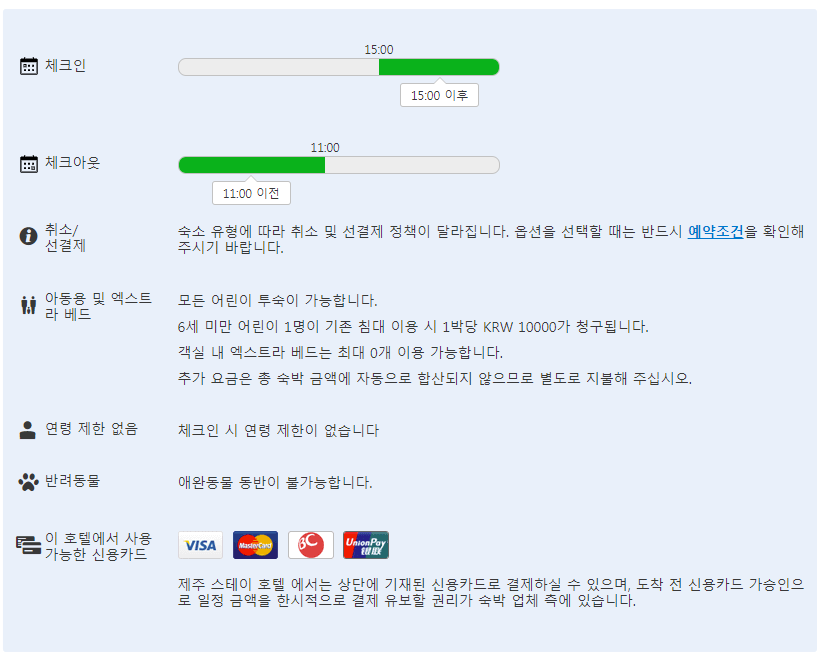 15:00
체크인
15:00 이후
11:00
체크아웃
11:00 이전
취소/
선결제
숙소 유형에 따라 취소 및 선결제 정책이 달라집니다. 옵션을 선택할 때는 반드시 예약조건을 확인해
주시기 바랍니다.
아동용 및 엑스트
라 베드
모든 어린이 투숙이 가능합니다.
6세 미만 어린이 1명이 기존 침대 이용 시 1박당 KRW 10000가 청구됩니다.
객실 내 엑스트라 베드는 최대 0개 이용 가능합니다.
추가 요금은 총 숙박 금액에 자동으로 합산되지 않으므로 별도로 지불해 주십시오.
연령 제한 없음
체크인 시 연령 제한이 없습니다
반려동물
애완동물 동반이 불가능합니다.
이 호텔에서 사용
가능한 신용카드
VISA
MasterCard
BC
UnionPay
银联
제주 스테이 호텔 에서는 상단에 기재된 신용카드로 결제하실 수 있으며, 도착 전 신용카드 가승인으
로 일정 금액을 한시적으로 결제 유보할 권리가 숙박 업체 측에 있습니다.